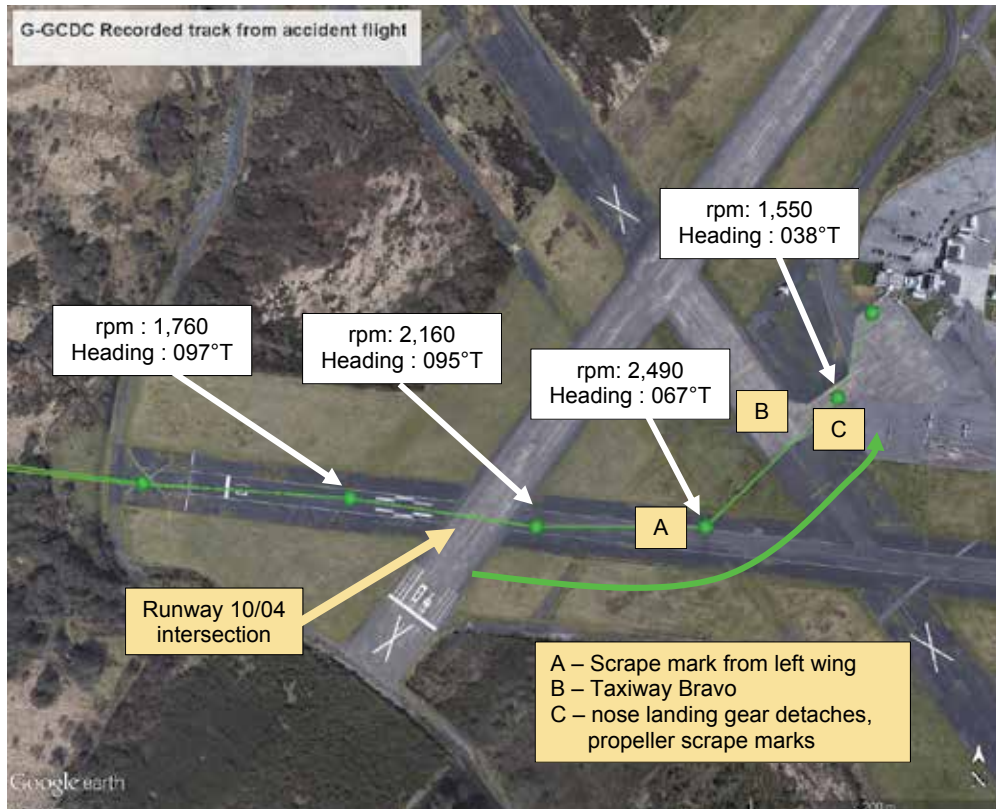 G-GCDC Recorded track from accident flight
rpm: 1,550
Heading : 038°T
rpm : 1,760
Heading : 097°T
rpm: 2,160
Heading : 095°T
rpm: 2,490
Heading : 067°T
B
C
A
Runway 10/04
intersection
A – Scrape mark from left wing
B – Taxiway Bravo
C – nose landing gear detaches,
propeller scrape marks
Google earth
N